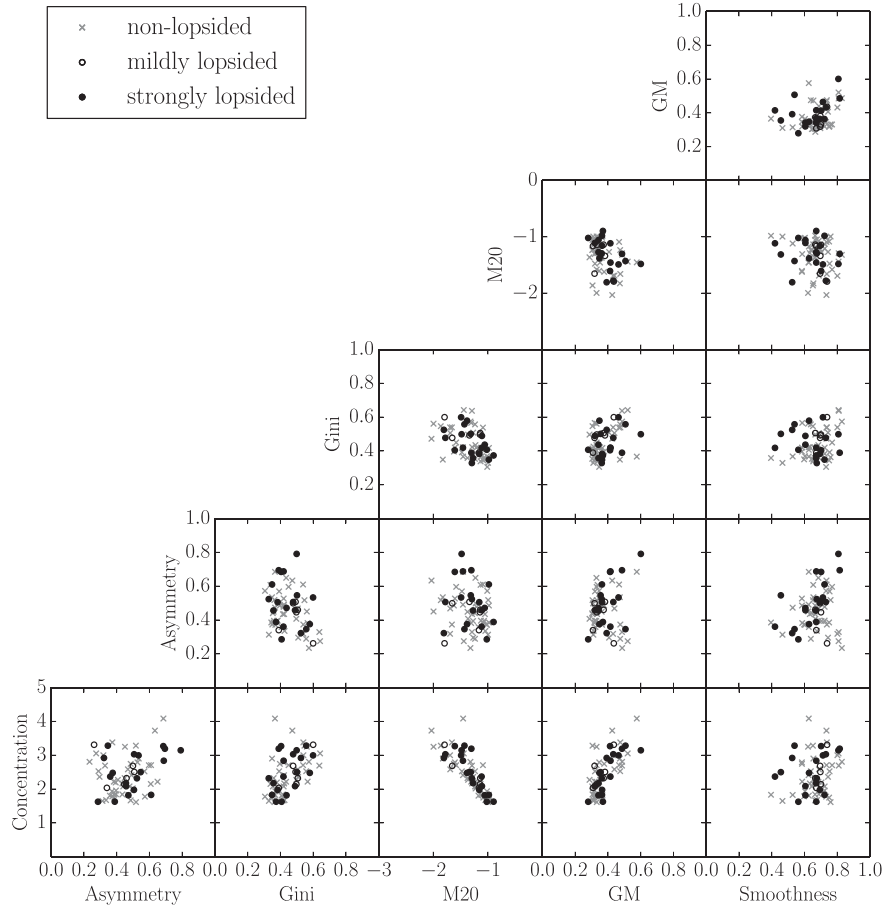 non-lopsided
mildly lopsided
strongly lopsided
1.0
0.8
0.6
0.4
0.2
GM
0
−1
−2
M20
1.0
0.8
0.6
0.4
0.2
Gini
1.0
0.8
0.6
0.4
0.2
Asymmetry
5
4
3
2
1
Concentration
0.0 0.2 0.4 0.6 0.8 0.0 0.2 0.4 0.6 0.8 −3 −2 −1 0.0 0.2 0.4 0.6 0.8 0.0 0.2 0.4 0.6 0.8 1.0
Asymmetry Gini M20 GM Smoothness